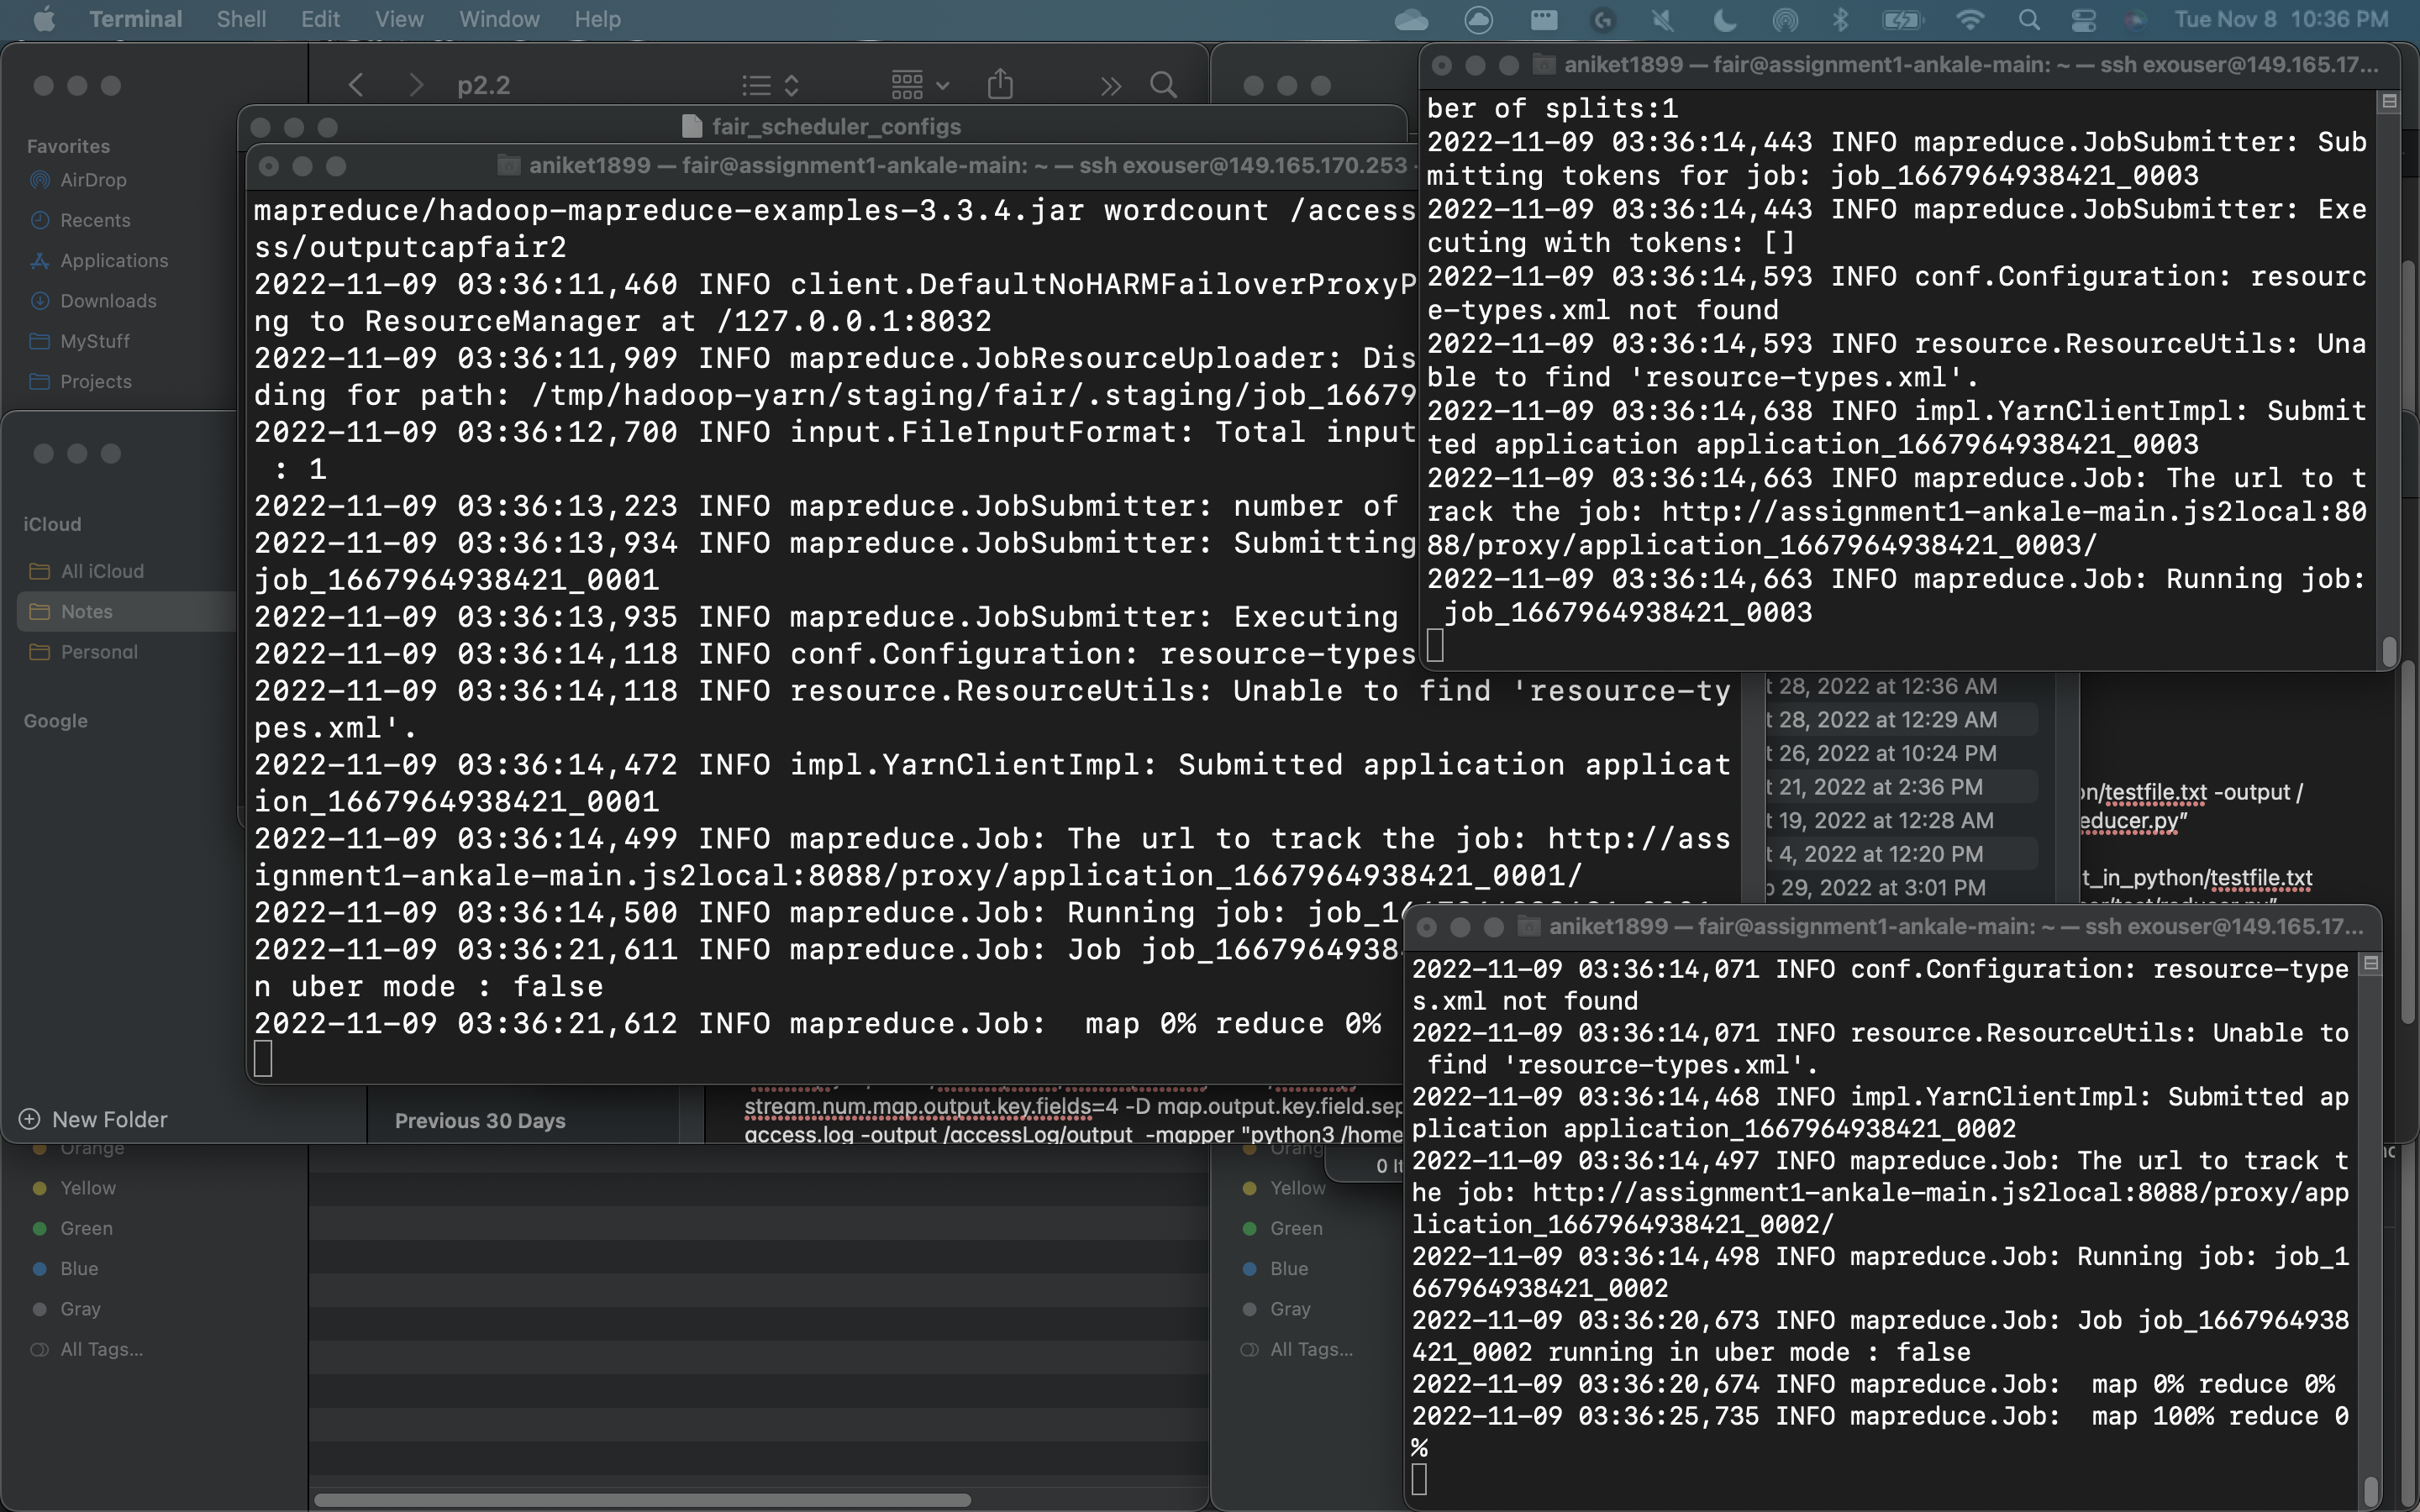 Terminal Shell Edit View Window Help
Tue Nov 8 10:36 PM
p2.2
Favorites
AirDrop
Recents
Applications
Downloads
MyStuff
Projects
iCloud
All iCloud
Notes
Personal
Google
New Folder
Orange
Yellow
Green
Blue
Gray
All Tags...
fair_scheduler_configs
aniket1899 — fair@assignment1-ankale-main: ~ — ssh exouser@149.165.170.253
mapreduce/hadoop-mapreduce-examples-3.3.4.jar wordcount /access
ss/outputcapfair2
2022-11-09 03:36:11,460 INFO client.DefaultNoHARMFailoverProxyP
ng to ResourceManager at /127.0.0.1:8032
2022-11-09 03:36:11,909 INFO mapreduce.JobResourceUploader: Dis
ding for path: /tmp/hadoop-yarn/staging/fair/.staging/job_16679
2022-11-09 03:36:12,700 INFO input.FileInputFormat: Total input
: 1
2022-11-09 03:36:13,223 INFO mapreduce.JobSubmitter: number of
2022-11-09 03:36:13,934 INFO mapreduce.JobSubmitter: Submitting
job_1667964938421_0001
2022-11-09 03:36:13,935 INFO mapreduce.JobSubmitter: Executing
2022-11-09 03:36:14,118 INFO conf.Configuration: resource-types
2022-11-09 03:36:14,118 INFO resource.ResourceUtils: Unable to find 'resource-ty
pes.xml'.
2022-11-09 03:36:14,472 INFO impl.YarnClientImpl: Submitted application applicat
ion_1667964938421_0001
2022-11-09 03:36:14,499 INFO mapreduce.Job: The url to track the job: http://ass
ignment1-ankale-main.js2local:8088/proxy/application_1667964938421_0001/
2022-11-09 03:36:14,500 INFO mapreduce.Job: Running job: job_1
2022-11-09 03:36:21,611 INFO mapreduce.Job: Job job_1667964938
n uber mode : false
2022-11-09 03:36:21,612 INFO mapreduce.Job:  map 0% reduce 0%
Previous 30 Days
stream.num.map.output.key.fields=4 -D map.output.key.field.sep
access.log -output /accessLog/output -mapper "python3 /home
aniket1899 — fair@assignment1-ankale-main: ~ — ssh exouser@149.165.17...
ber of splits:1
2022-11-09 03:36:14,443 INFO mapreduce.JobSubmitter: Sub
mitting tokens for job: job_1667964938421_0003
2022-11-09 03:36:14,443 INFO mapreduce.JobSubmitter: Exe
cuting with tokens: []
2022-11-09 03:36:14,593 INFO conf.Configuration: resourc
e-types.xml not found
2022-11-09 03:36:14,593 INFO resource.ResourceUtils: Una
ble to find 'resource-types.xml'.
2022-11-09 03:36:14,638 INFO impl.YarnClientImpl: Submit
ted application application_1667964938421_0003
2022-11-09 03:36:14,663 INFO mapreduce.Job: The url to t
rack the job: http://assignment1-ankale-main.js2local:80
88/proxy/application_1667964938421_0003/
2022-11-09 03:36:14,663 INFO mapreduce.Job: Running job:
job_1667964938421_0003
t 28, 2022 at 12:36 AM
t 28, 2022 at 12:29 AM
t 26, 2022 at 10:24 PM
t 21, 2022 at 2:36 PM
t 19, 2022 at 12:28 AM
t 4, 2022 at 12:20 PM
29, 2022 at 3:01 PM
on/testfile.txt -output /
educer.py"
t_in_python/testfile.txt
aniket1899 — fair@assignment1-ankale-main: ~ — ssh exouser@149.165.17...
2022-11-09 03:36:14,071 INFO conf.Configuration: resource-type
s.xml not found
2022-11-09 03:36:14,071 INFO resource.ResourceUtils: Unable to
find 'resource-types.xml'.
2022-11-09 03:36:14,468 INFO impl.YarnClientImpl: Submitted ap
plication application_1667964938421_0002
2022-11-09 03:36:14,497 INFO mapreduce.Job: The url to track t
he job: http://assignment1-ankale-main.js2local:8088/proxy/app
lication_1667964938421_0002/
2022-11-09 03:36:14,498 INFO mapreduce.Job: Running job: job_1
667964938421_0002
2022-11-09 03:36:20,673 INFO mapreduce.Job: Job job_1667964938
421_0002 running in uber mode : false
2022-11-09 03:36:20,674 INFO mapreduce.Job:  map 0% reduce 0%
2022-11-09 03:36:25,735 INFO mapreduce.Job:  map 100% reduce 0
%
0 It
Orang
Yellow
Green
Blue
Gray
All Tags...